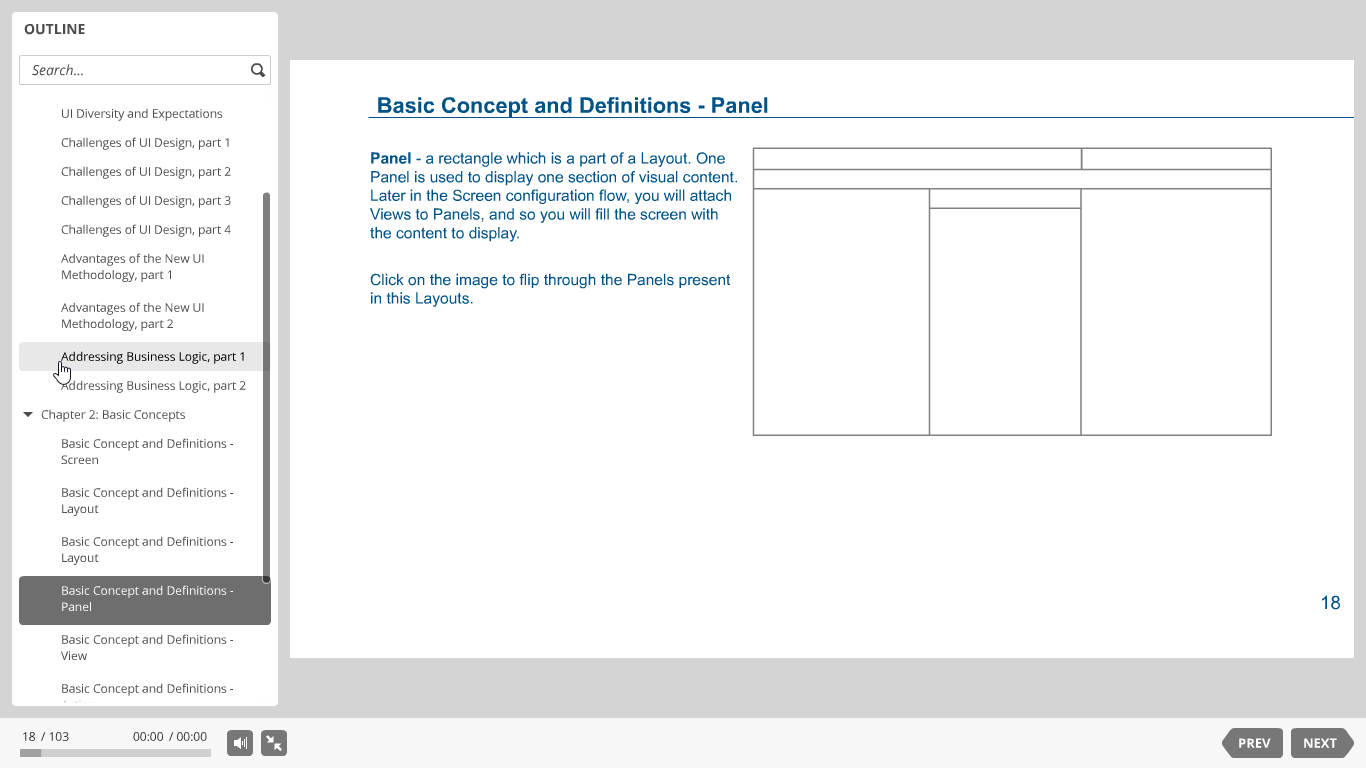 OUTLINE
Search...
UI Diversity and Expectations
Challenges of UI Design, part 1
Challenges of UI Design, part 2
Challenges of UI Design, part 3
Challenges of UI Design, part 4
Advantages of the New UI
Methodology, part 1
Advantages of the New UI
Methodology, part 2
Addressing Business Logic, part 1
Addressing Business Logic, part 2
Chapter 2: Basic Concepts
Basic Concept and Definitions -
Screen
Basic Concept and Definitions -
Layout
Basic Concept and Definitions -
Layout
Basic Concept and Definitions -
Panel
Basic Concept and Definitions -
View
Basic Concept and Definitions -
Basic Concept and Definitions - Panel
Panel - a rectangle which is a part of a Layout. One
Panel is used to display one section of visual content.
Later in the Screen configuration flow, you will attach
Views to Panels, and so you will fill the screen with
the content to display.
Click on the image to flip through the Panels present
in this Layouts.
18
18 / 103
00:00 / 00:00
PREV
NEXT